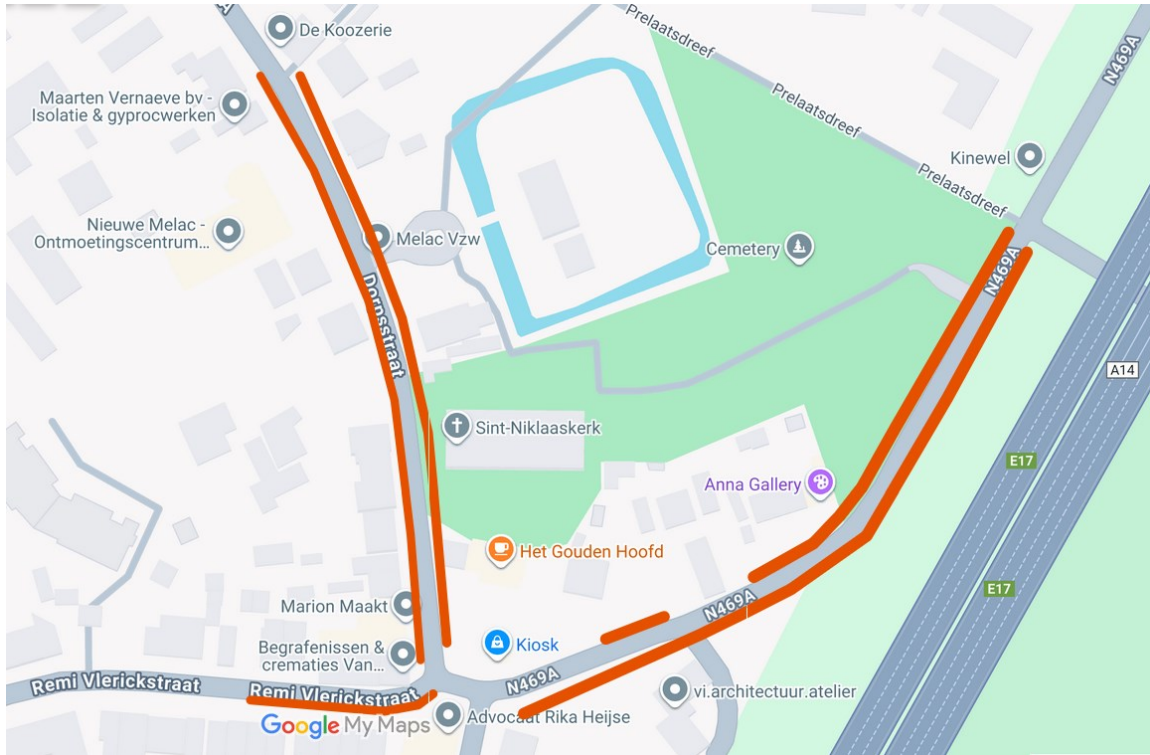 De Koozerie
Prelaatsdreef
N469A
Maarten Vernaeve bv -
Isolatie & gyprocwerken
Prelaatsdreef
Kinewel
Prelaatsdreef
Nieuwe Melac -
Ontmoetingscentrum...
Melac Vzw
Cemetery
N469A
Dorpsstraat
A14
Sint-Niklaaskerk
E17
Anna Gallery
Het Gouden Hoofd
E17
Marion Maakt
N469A
Kiosk
Begrafenissen &
crematies Van...
Remi Vlerickstraat
Remi Vlerickstraat
N469A
vi.architectuur.atelier
Google My Maps
Advocaat Rika Heijse